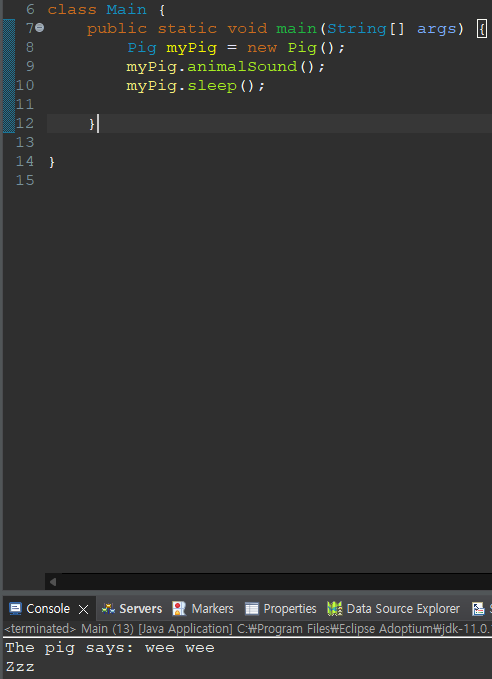 6 class Main {
7 public static void main(String[] args) {
8 Pig myPig = new Pig();
9 myPig.animalSound();
10 myPig.sleep();
11
12 }
13
14 }
15
Console Servers Markers Properties Data Source Explorer
<terminated> Main (13) [Java Application] C:₩Program Files₩Eclipse Adoptium₩jdk-11.0.
The pig says: wee wee
Zzz